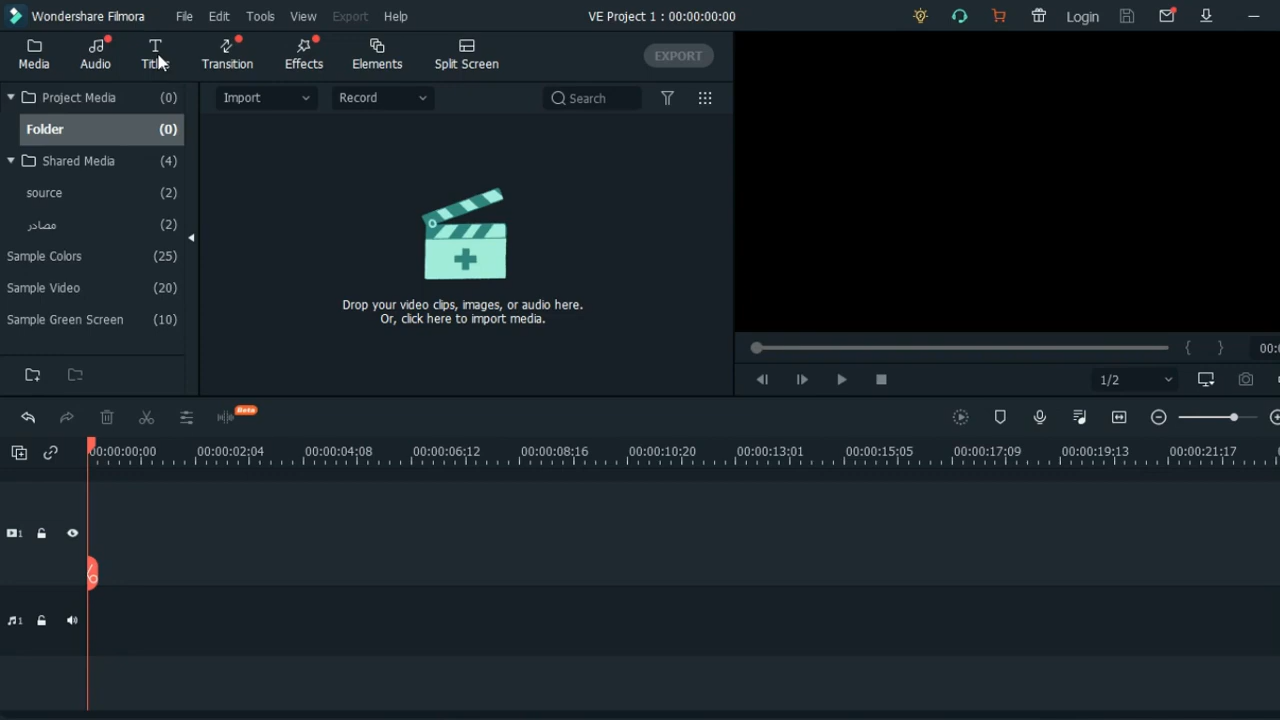 Wondershare Filmora File Edit Tools View Export Help VE Project 1 : 00:00:00:00 Login
Media Audio Titles Transition Effects Elements Split Screen EXPORT
Project Media (0)
Import Record Search
Folder (0)
Shared Media (4)
source (2)
مصادر (2)
Sample Colors (25)
Sample Video (20)
Sample Green Screen (10)
Drop your video clips, images, or audio here.
Or, click here to import media.
1/2
Beta
00:00:00:00 00:00:02:04 00:00:04:08 00:00:06:12 00:00:08:16 00:00:10:20 00:00:13:01 00:00:15:05 00:00:17:09 00:00:19:13 00:00:21:17
1
1